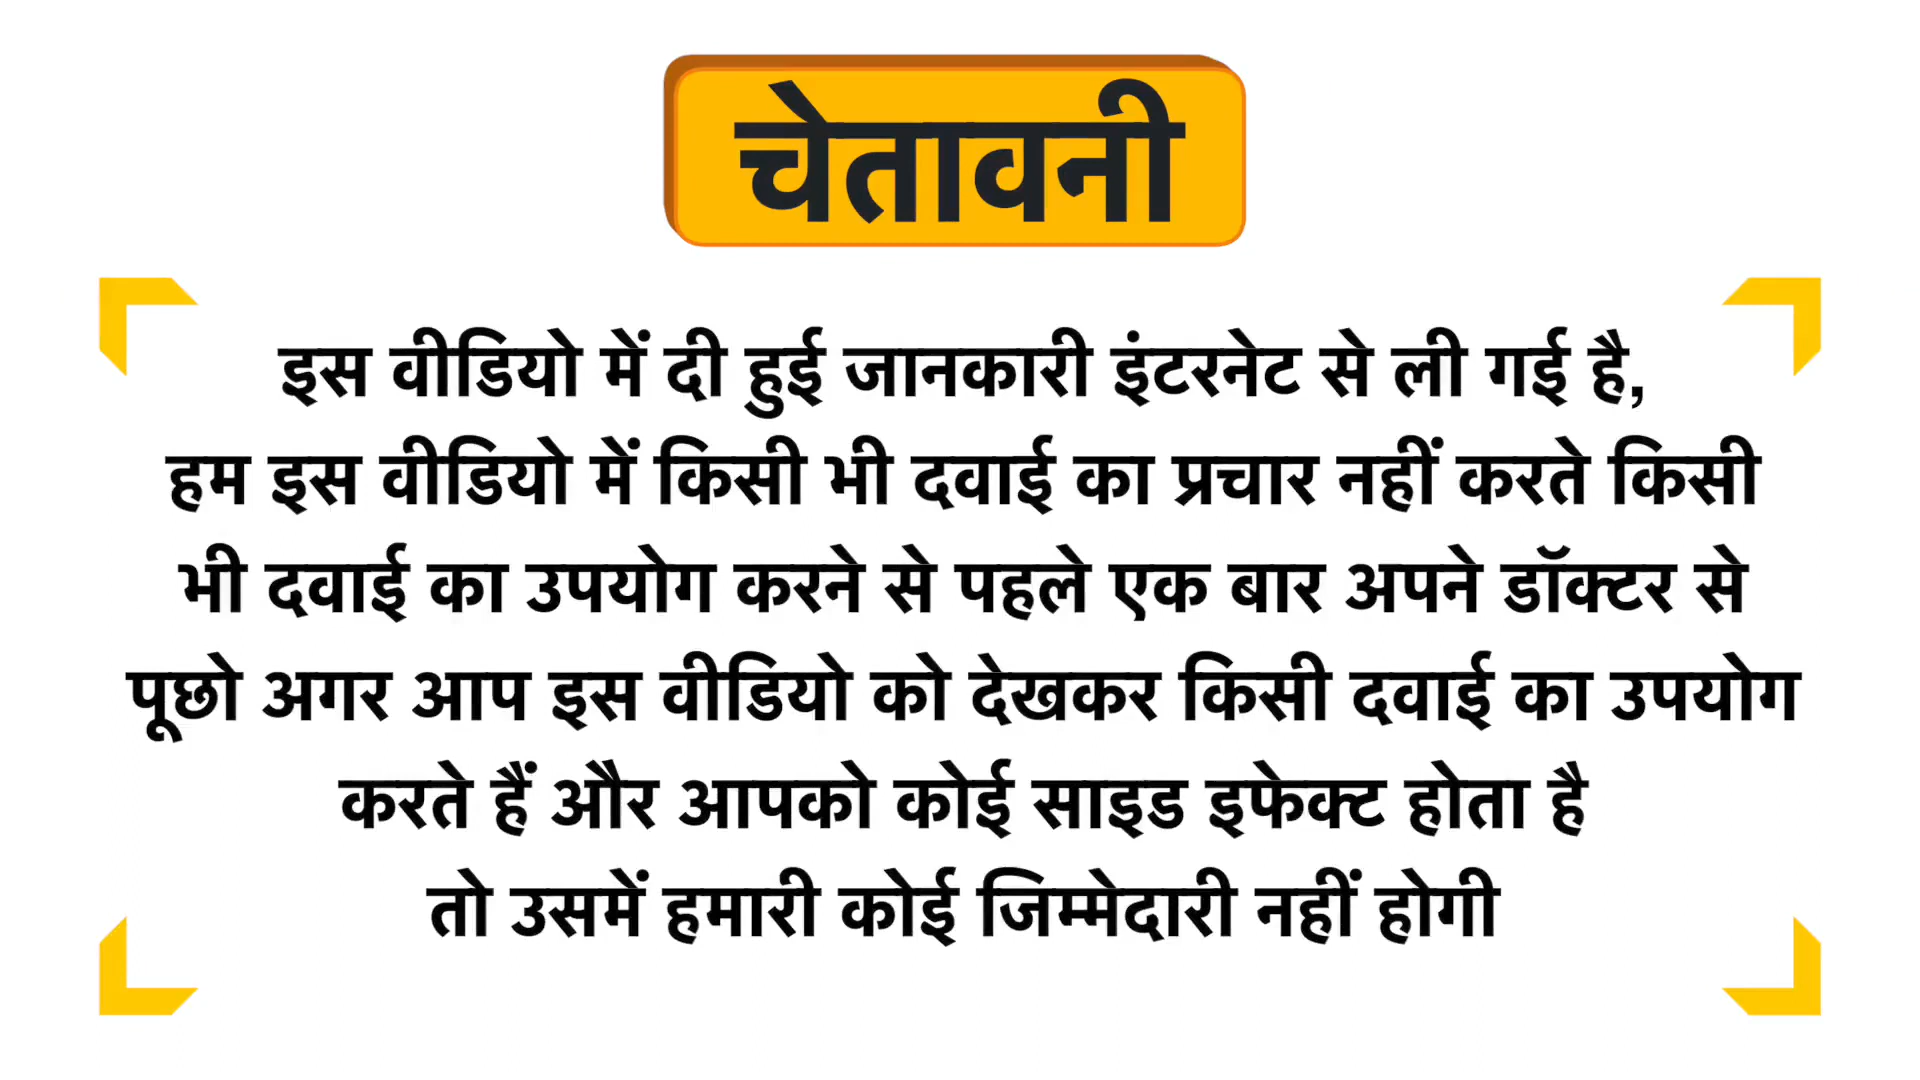 चेतावनी
इस वीडियो में दी हुई जानकारी इंटरनेट से ली गई है,
हम इस वीडियो में किसी भी दवाई का प्रचार नहीं करते किसी
भी दवाई का उपयोग करने से पहले एक बार अपने डॉक्टर से
पूछो अगर आप इस वीडियो को देखकर किसी दवाई का उपयोग
करते हैं और आपको कोई साइड इफेक्ट होता है
तो उसमें हमारी कोई जिम्मेदारी नहीं होगी